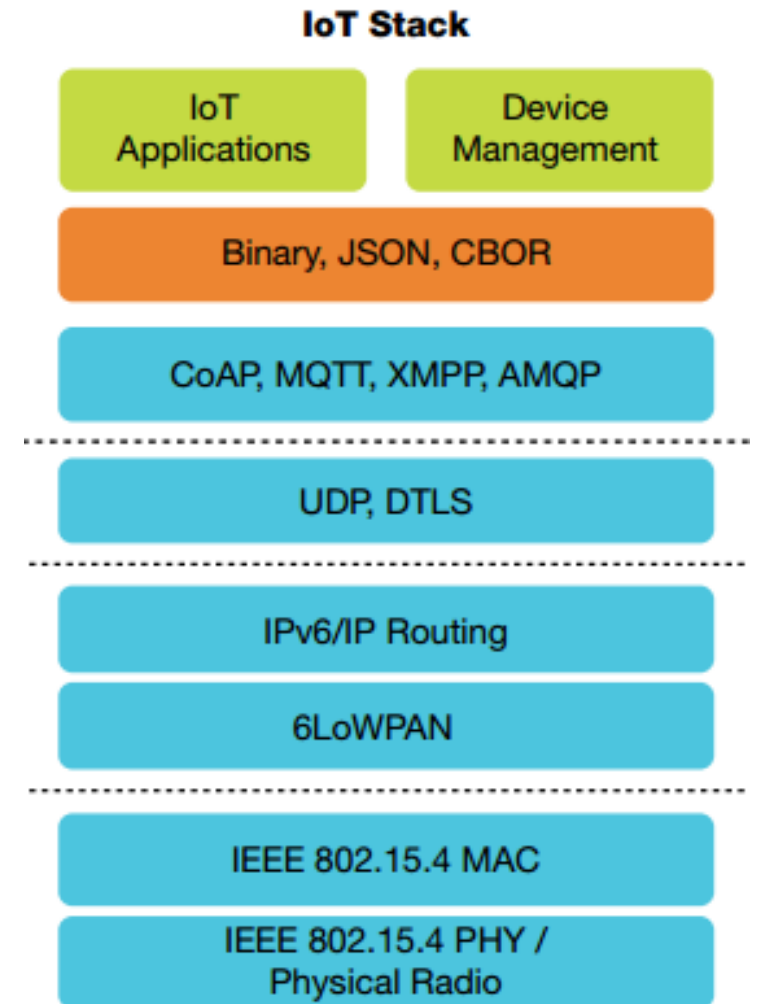 IoT Stack
IoT
Applications
Device
Management
Binary, JSON, CBOR
CoAP, MQTT, XMPP, AMQP
UDP, DTLS
IPv6/IP Routing
6LoWPAN
IEEE 802.15.4 MAC
IEEE 802.15.4 PHY /
Physical Radio